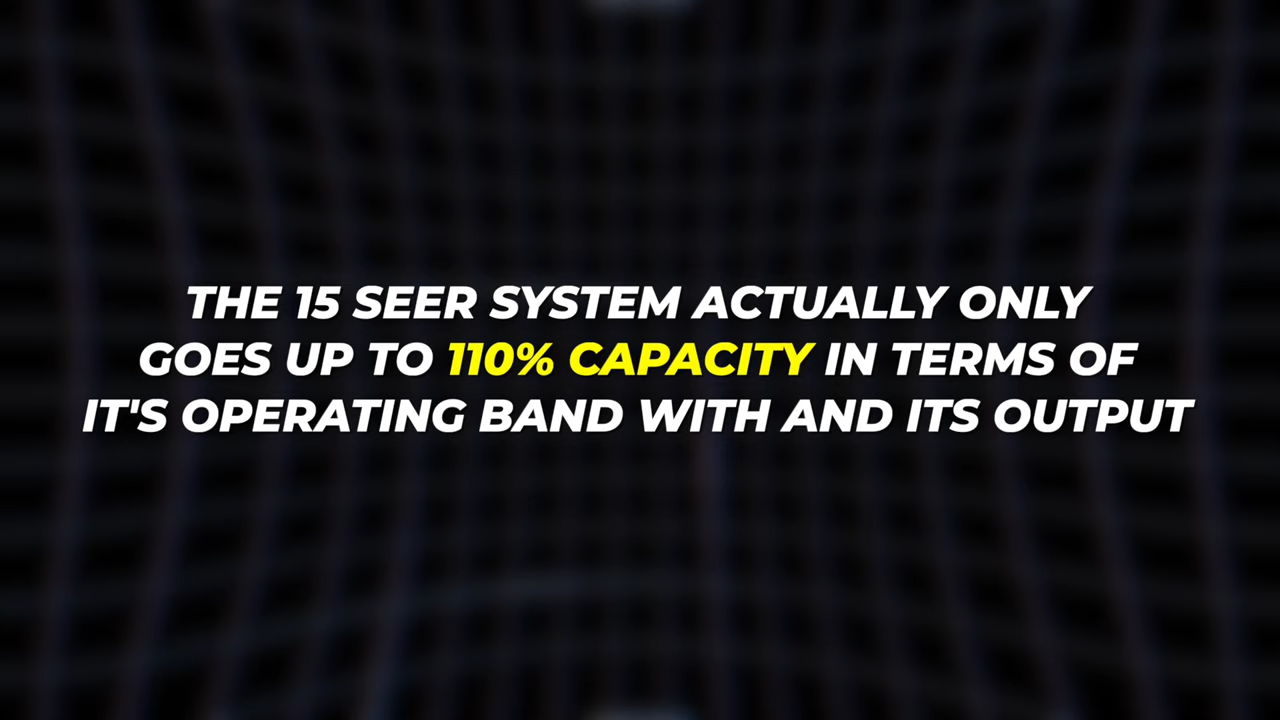 THE 15 SEER SYSTEM ACTUALLY ONLY
GOES UP TO 110% CAPACITY IN TERMS OF
IT'S OPERATING BAND WITH AND ITS OUTPUT